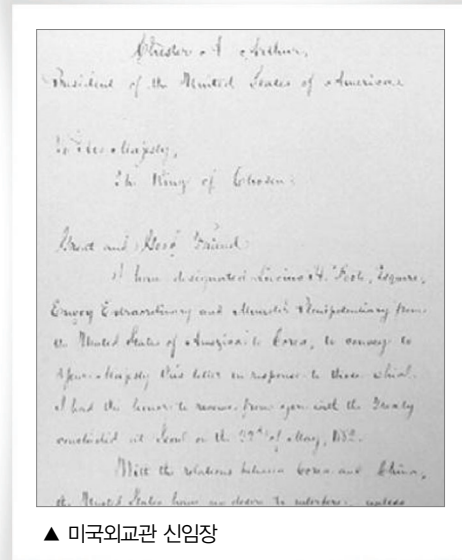 Chester A. Arthur,
President of the United States of America
To His Majesty,
The King of Chosen:
Great and Good Friend
I have designated Lucius H. Foote, Esquire,
Envoy Extraordinary and Minister Plenipotentiary from
the United States of America to Corea, to convey to
Your Majesty this letter in response to those which
I had the honor to receive from you with the Treaty
concluded at Seoul on the 22nd of May, 1882.
With the relations between Corea and China,
the United States have no desire to interfere, unless
▲ 미국외교관 신임장